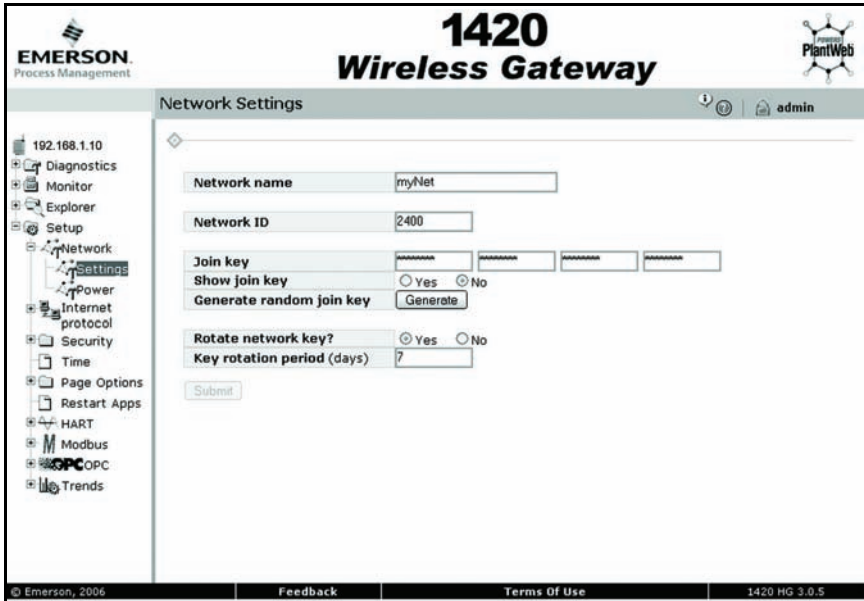 EMERSON.
Process Management
1420
Wireless Gateway
POWERS
PlantWeb
Network Settings
admin
192.168.1.10
Diagnostics
Monitor
Explorer
Setup
Network
Settings
Power
Internet
protocol
Security
Time
Page Options
Restart Apps
HART
Modbus
OPC OPC
Trends
Network name myNet
Network ID 2400
Join key
Show join key Yes No
Generate random join key Generate
Rotate network key? Yes No
Key rotation period (days) 7
Submit
© Emerson, 2006 Feedback Terms Of Use 1420 HG 3.0.5